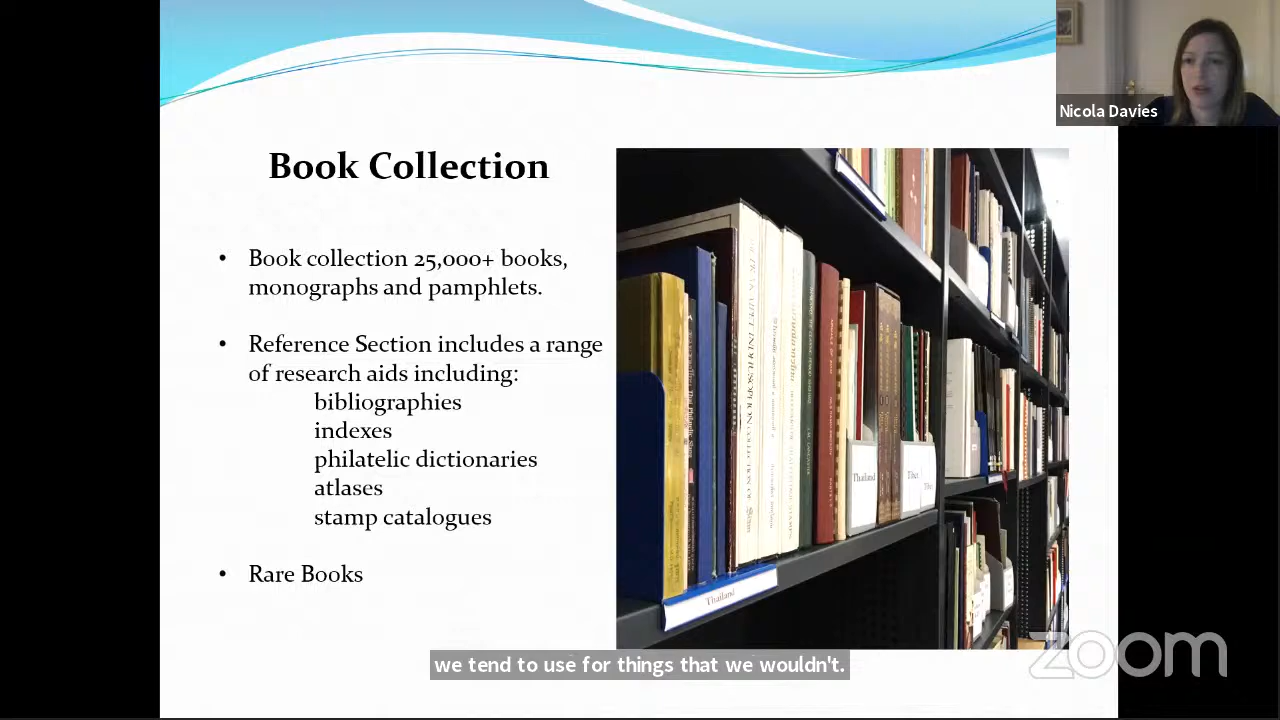 Nicola Davies
Book Collection
• Book collection 25,000+ books,
monographs and pamphlets.
• Reference Section includes a range
of research aids including:
bibliographies
indexes
philatelic dictionaries
atlases
stamp catalogues
• Rare Books
Thailand
Tibet
Thailand
we tend to use for things that we wouldn't.
zoom